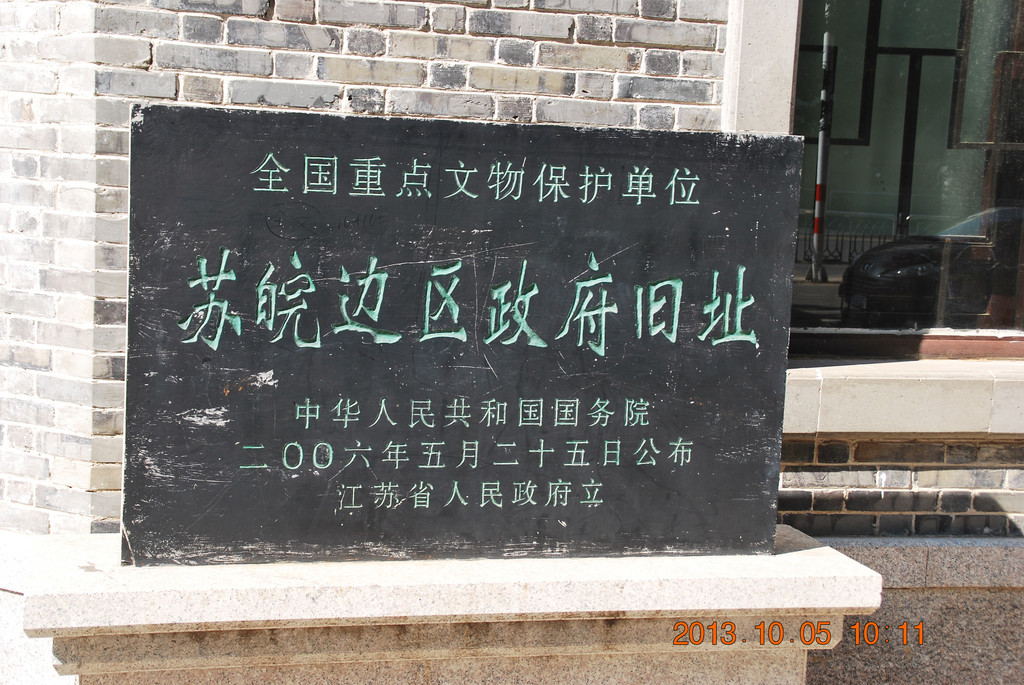 全国重点文物保护单位
苏皖边区政府旧址
中华人民共和国国务院
二〇〇六年五月二十五日公布
江苏省人民政府立
2013.10.05 10:11